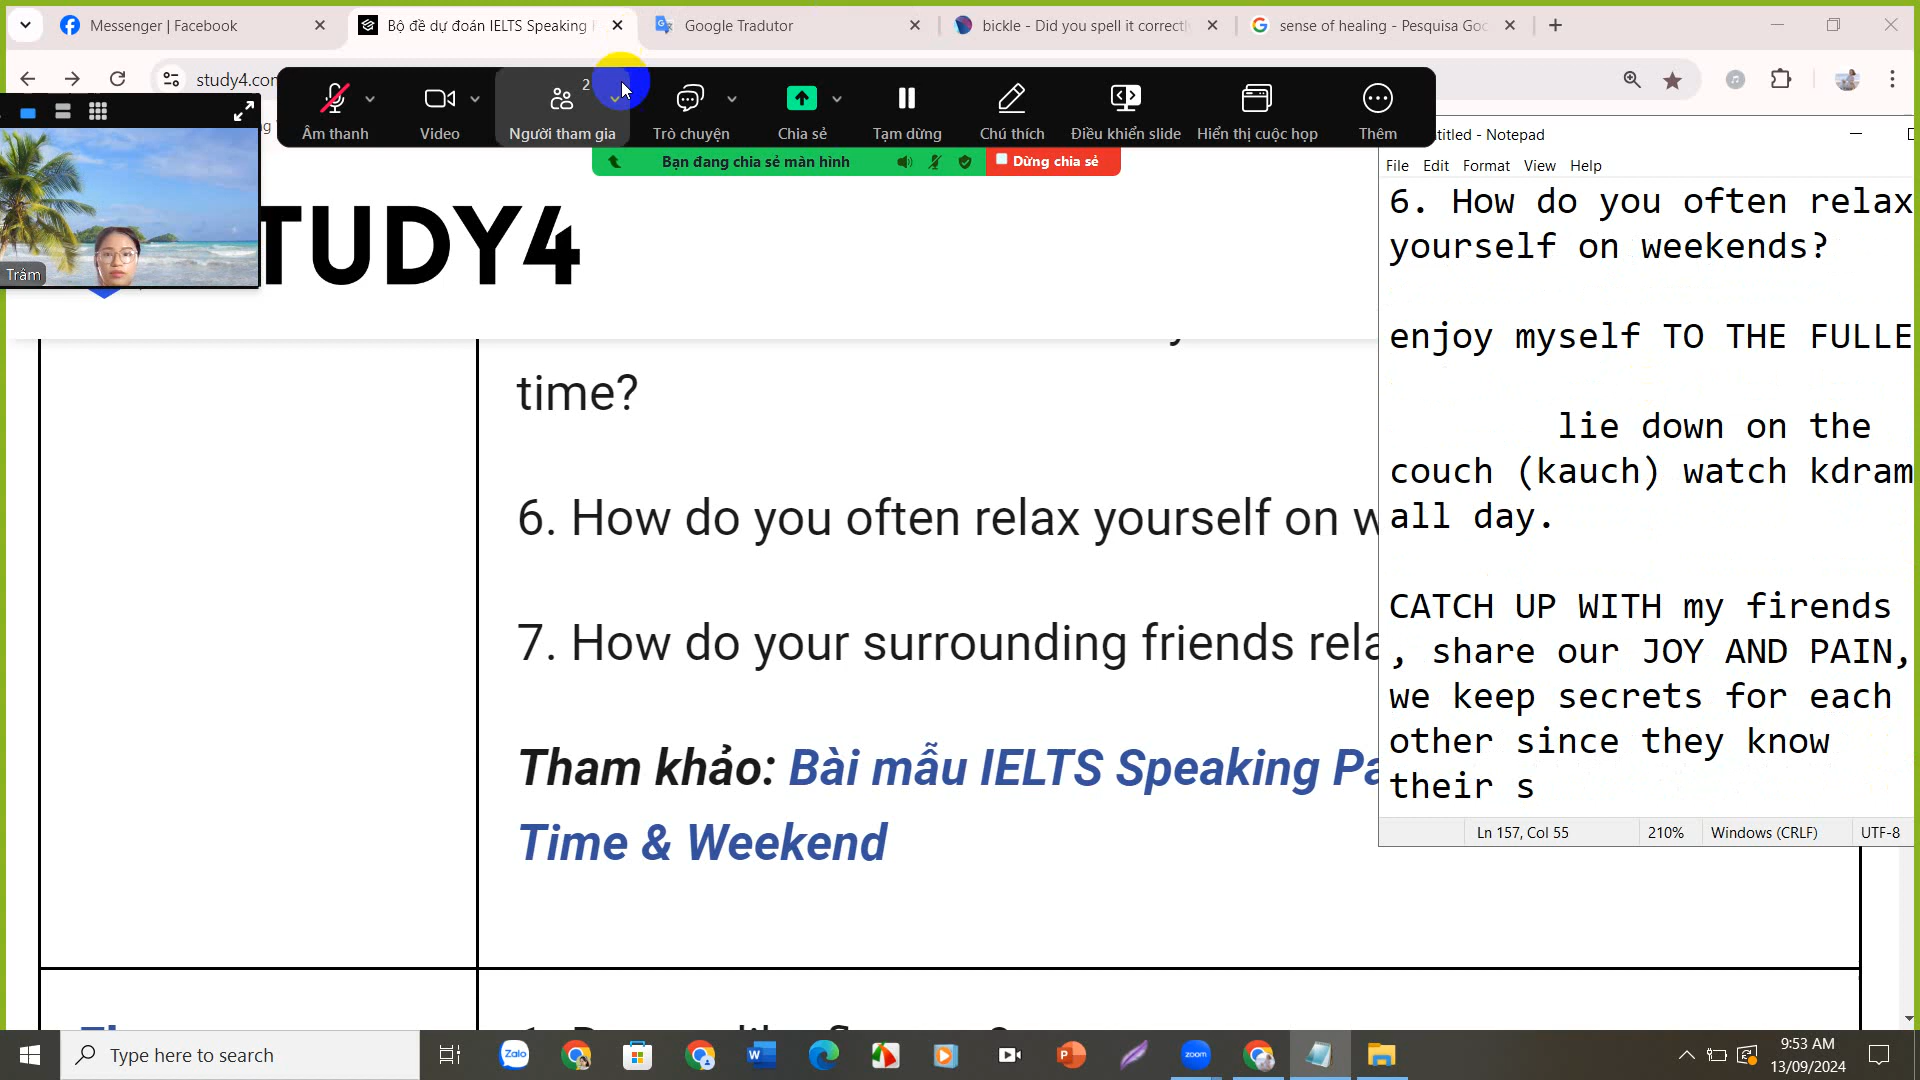 Messenger | Facebook
Bộ đề dự đoán IELTS Speaking
Google Tradutor
bickle - Did you spell it correctl
sense of healing - Pesquisa Goo
study4.com
Âm thanh
Video
2
Người tham gia
Trò chuyện
Chia sẻ
Tạm dừng
Chú thích
Điều khiển slide
Hiển thị cuộc họp
Thêm
Bạn đang chia sẻ màn hình
Dừng chia sẻ
Trâm
TUDY4
time?
6. How do you often relax yourself on w
7. How do your surrounding friends rela
Tham khảo: Bài mẫu IELTS Speaking Pa
Time & Weekend
ntitled - Notepad
File Edit Format View Help
6. How do you often relax
yourself on weekends?
enjoy myself TO THE FULLE
lie down on the
couch (kauch) watch kdram
all day.
CATCH UP WITH my firends
, share our JOY AND PAIN,
we keep secrets for each
other since they know
their s
Ln 157, Col 55
210%
Windows (CRLF)
UTF-8
Type here to search
Zalo
zoom
9:53 AM
13/09/2024